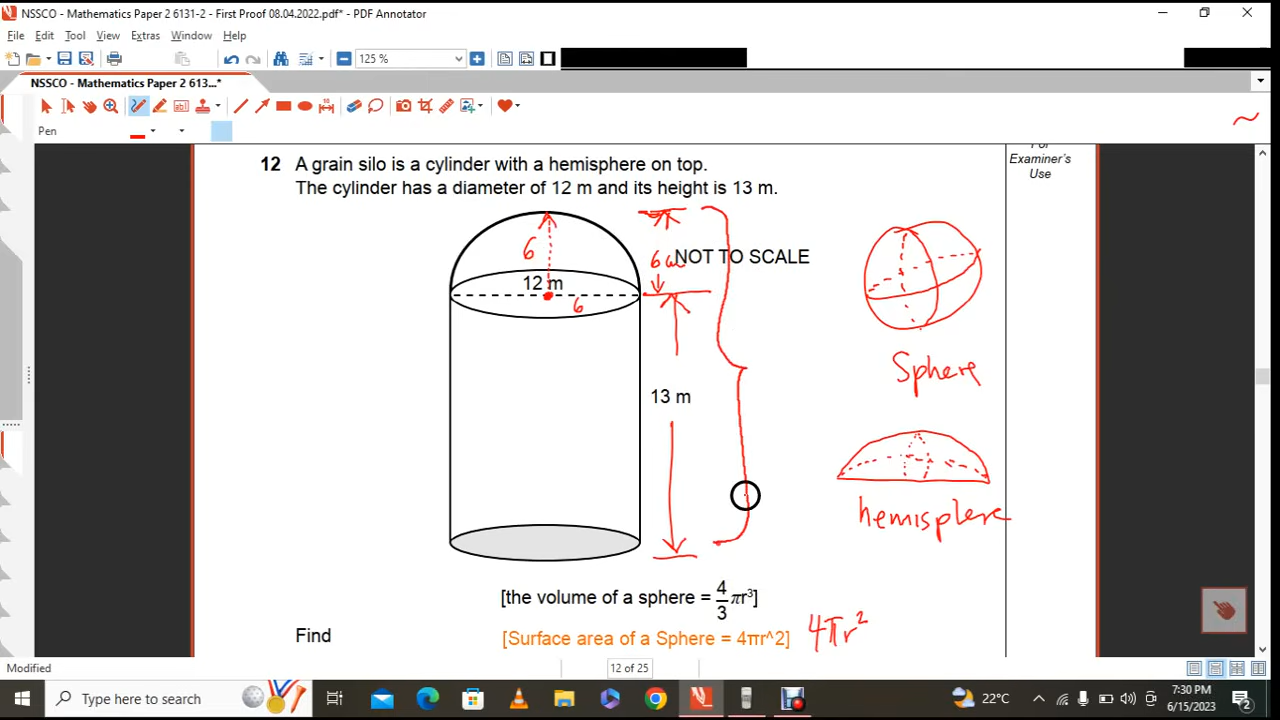 NSSCO - Mathematics Paper 2 6131-2 - First Proof 08.04.2022.pdf* - PDF Annotator
File Edit Tool View Extras Window Help
125 %
NSSCO - Mathematics Paper 2 613...*
Pen
For
Examiner's
Use
12 A grain silo is a cylinder with a hemisphere on top.
The cylinder has a diameter of 12 m and its height is 13 m.
6
12 m
6
6m
NOT TO SCALE
13 m
Sphere
hemisphere
[the volume of a sphere = 4/3 πr³]
Find
[Surface area of a Sphere = 4πr^2]
4πr²
Modified
12 of 25
Type here to search
22°C
7:30 PM
6/15/2023
2